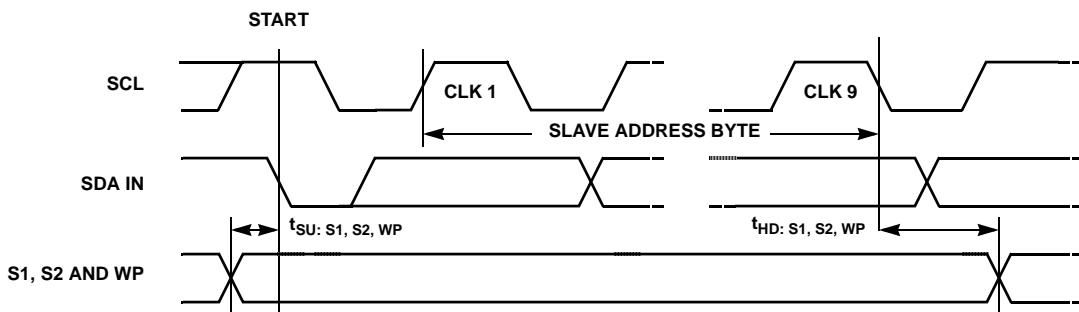 START
SCL
CLK 1
CLK 9
SLAVE ADDRESS BYTE
SDA IN
tSU: S1, S2, WP
tHD: S1, S2, WP
S1, S2 AND WP